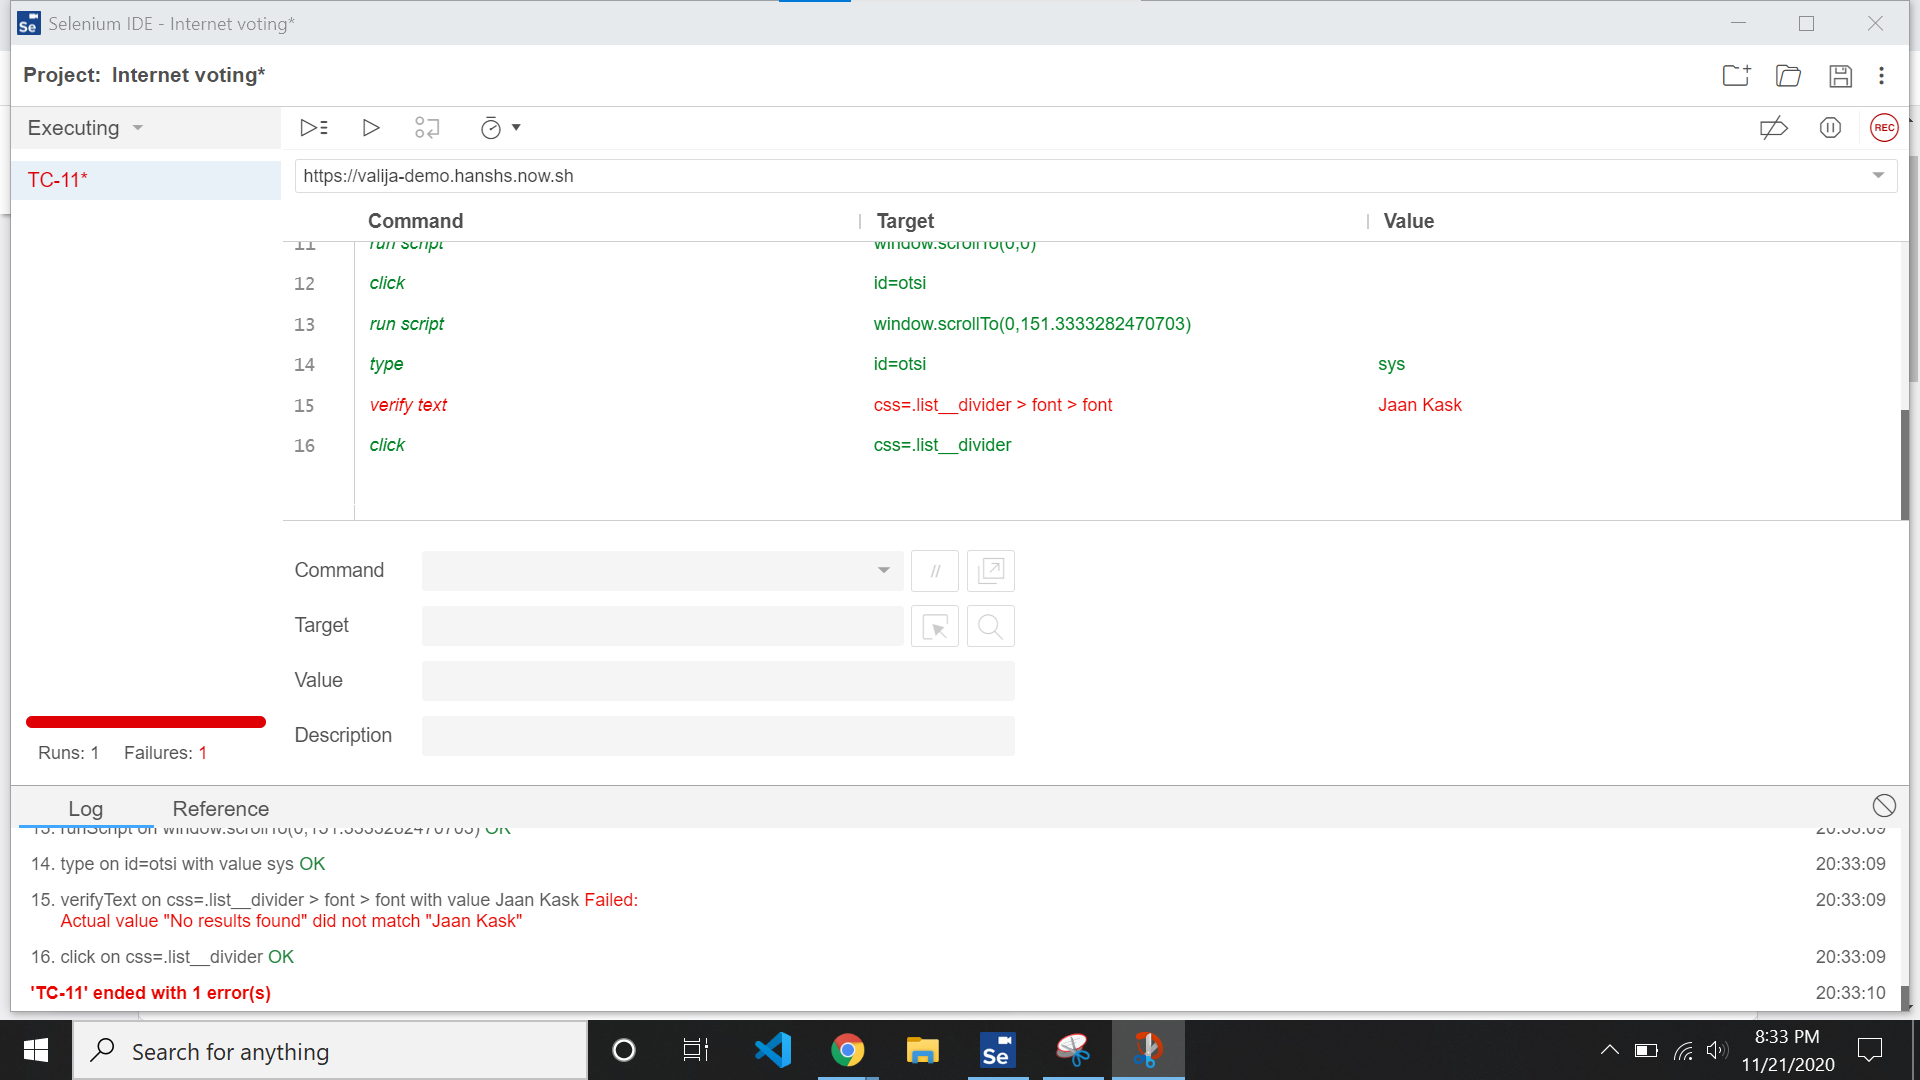 Selenium IDE - Internet voting*
Project: Internet voting*
Executing
REC
TC-11*
https://valija-demo.hanshs.now.sh
Command Target Value
11 run script window.scrollTo(0,0)
12 click id=otsi
13 run script window.scrollTo(0,151.3333282470703)
14 type id=otsi sys
15 verify text css=.list__divider > font > font Jaan Kask
16 click css=.list__divider
Command //
Target
Value
Description
Runs: 1 Failures: 1
Log Reference
13. runScript on window.scrollTo(0,151.3333282470703) OK 20:33:09
14. type on id=otsi with value sys OK 20:33:09
15. verifyText on css=.list__divider > font > font with value Jaan Kask Failed: 20:33:09
Actual value "No results found" did not match "Jaan Kask"
16. click on css=.list__divider OK 20:33:09
'TC-11' ended with 1 error(s) 20:33:10
Search for anything
Se
8:33 PM
11/21/2020